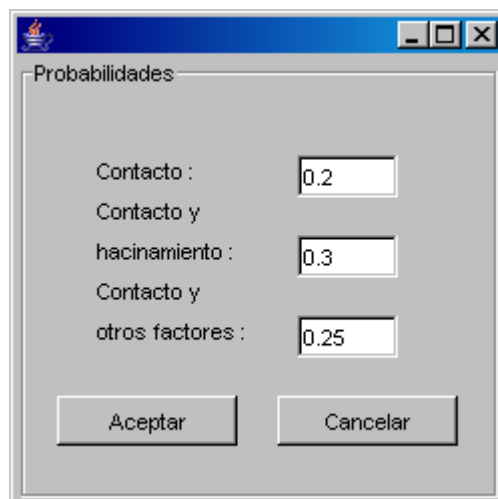 Probabilidades
Contacto :
0.2
Contacto y
hacinamiento :
0.3
Contacto y
otros factores :
0.25
Aceptar
Cancelar